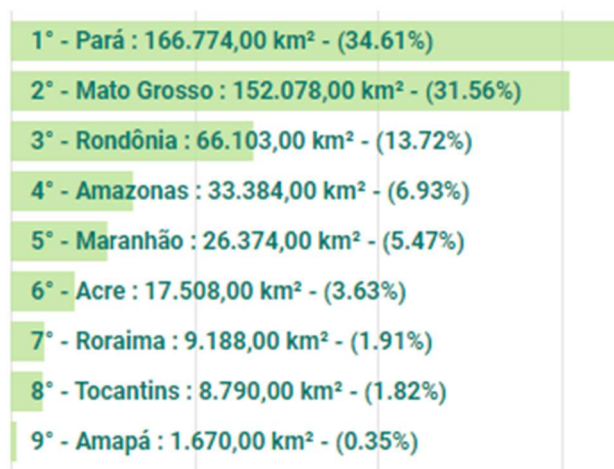 1° - Pará : 166.774,00 km² - (34.61%)
2° - Mato Grosso : 152.078,00 km² - (31.56%)
3° - Rondônia : 66.103,00 km² - (13.72%)
4° - Amazonas : 33.384,00 km² - (6.93%)
5° - Maranhão : 26.374,00 km² - (5.47%)
6° - Acre : 17.508,00 km² - (3.63%)
7° - Roraima : 9.188,00 km² - (1.91%)
8° - Tocantins : 8.790,00 km² - (1.82%)
9° - Amapá : 1.670,00 km² - (0.35%)